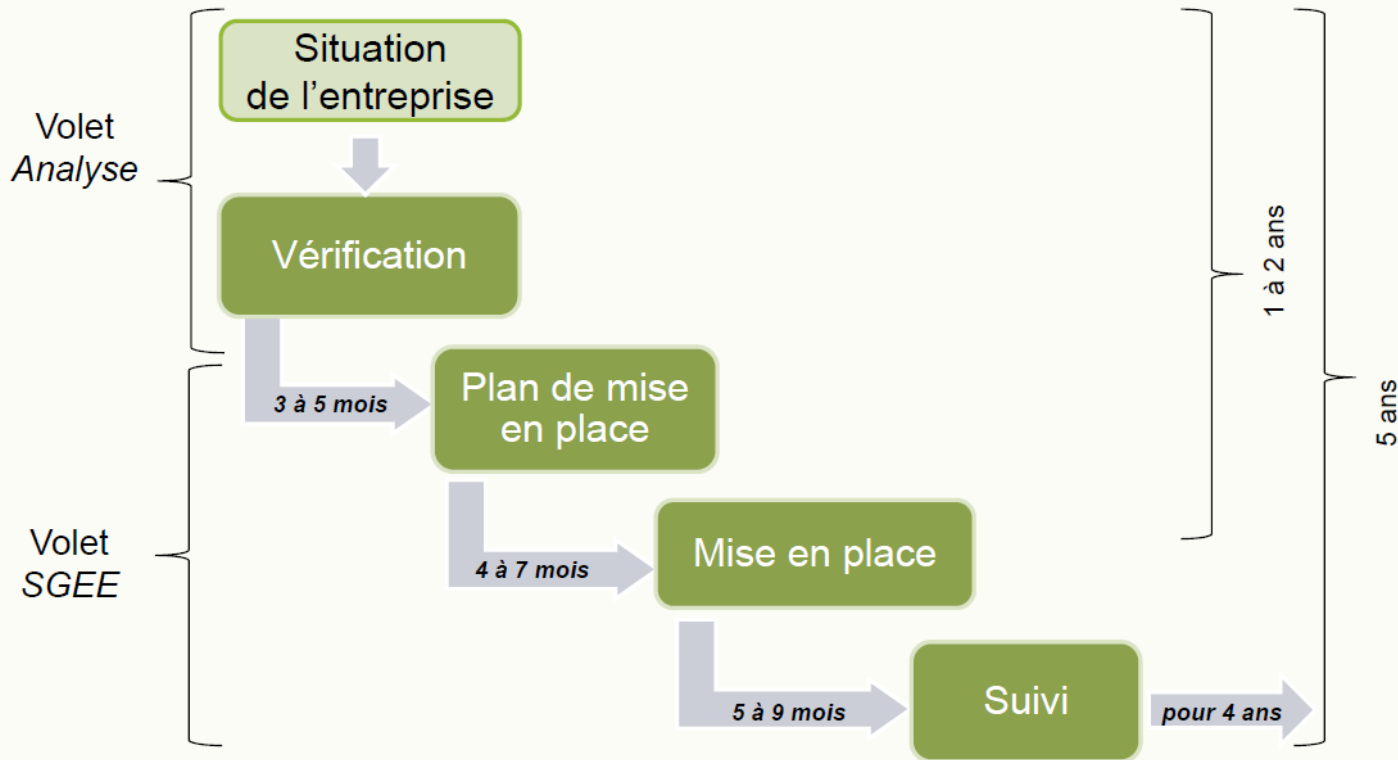 Situation
de l'entreprise
Volet
Analyse
Vérification
1 à 2 ans
5 ans
3 à 5 mois
Plan de mise
en place
Volet
SGEE
4 à 7 mois
Mise en place
5 à 9 mois
Suivi
pour 4 ans